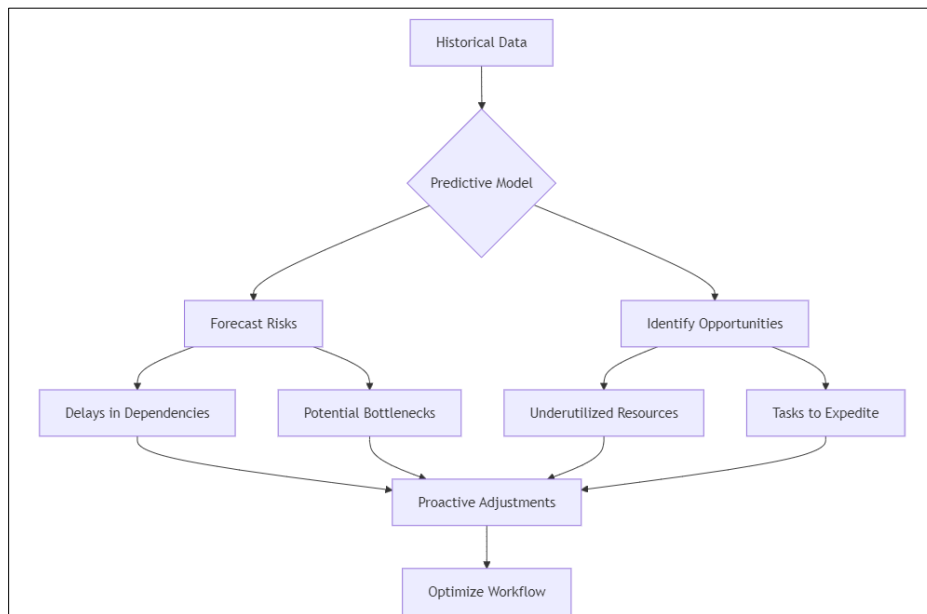 Historical Data
Predictive Model
Forecast Risks
Identify Opportunities
Delays in Dependencies
Potential Bottlenecks
Underutilized Resources
Tasks to Expedite
Proactive Adjustments
Optimize Workflow